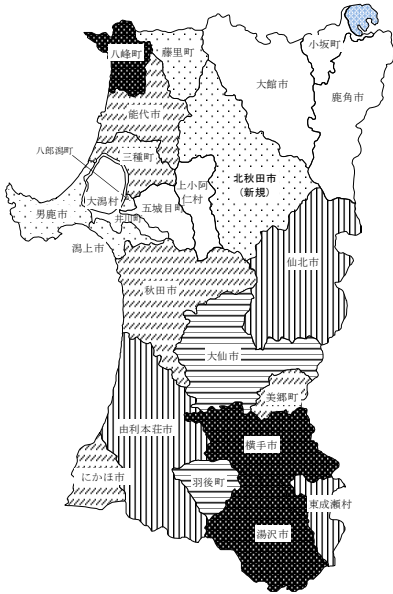 八峰町
藤里町
小坂町
大館市
鹿角市
能代市
八郎潟町
三種町
上小阿
仁村
北秋田市
(新規)
男鹿市
大潟村
五城目町
井川町
潟上市
仙北市
秋田市
大仙市
美郷町
由利本荘市
横手市
にかほ市
羽後町
東成瀬村
湯沢市